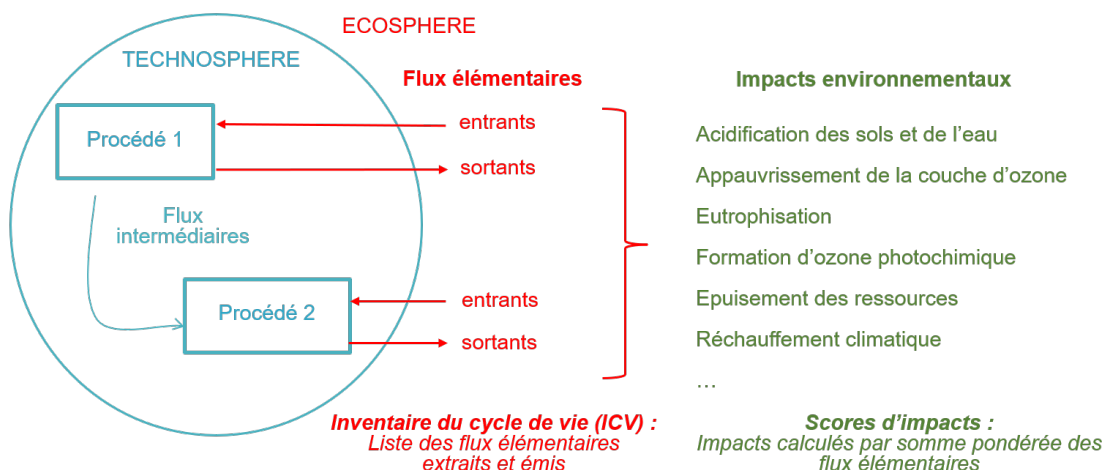 ECOSPHERE
TECHNOSPHERE
Flux élémentaires
Impacts environnementaux
Procédé 1
entrants
sortants
Flux
intermédiaires
Procédé 2
entrants
sortants
Acidification des sols et de l’eau
Appauvrissement de la couche d’ozone
Eutrophisation
Formation d’ozone photochimique
Epuisement des ressources
Réchauffement climatique
…
Inventaire du cycle de vie (ICV) :
Liste des flux élémentaires
extraits et émis
Scores d’impacts :
Impacts calculés par somme pondérée des
flux élémentaires